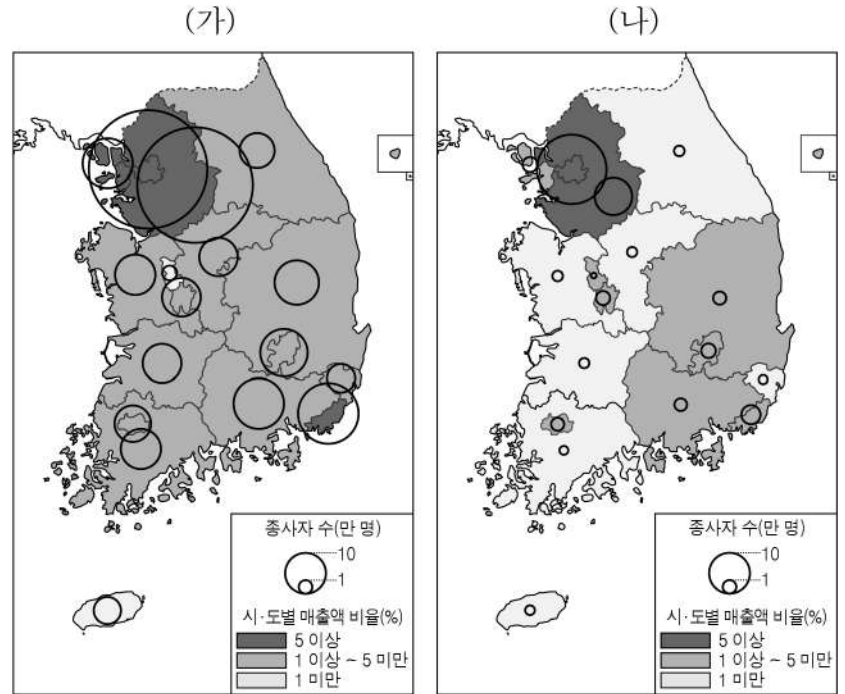 (가)
(나)
종사자 수(만 명)
10
1
시·도별 매출액 비율(%)
5 이상
1 이상 ~ 5 미만
1 미만
종사자 수(만 명)
10
1
시·도별 매출액 비율(%)
5 이상
1 이상 ~ 5 미만
1 미만